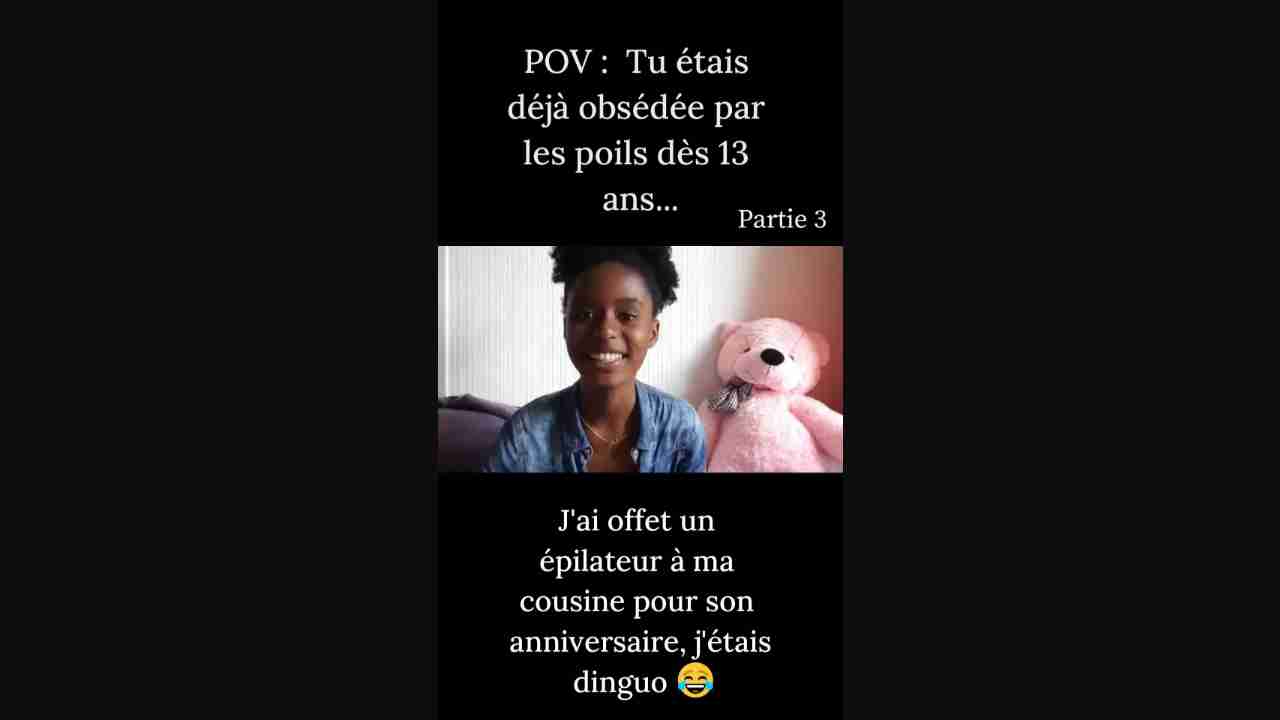 POV :  Tu étais
déjà obsédée par
les poils dès 13
ans...
Partie 3
J'ai offet un
épilateur à ma
cousine pour son
anniversaire, j'étais
dinguo 😂